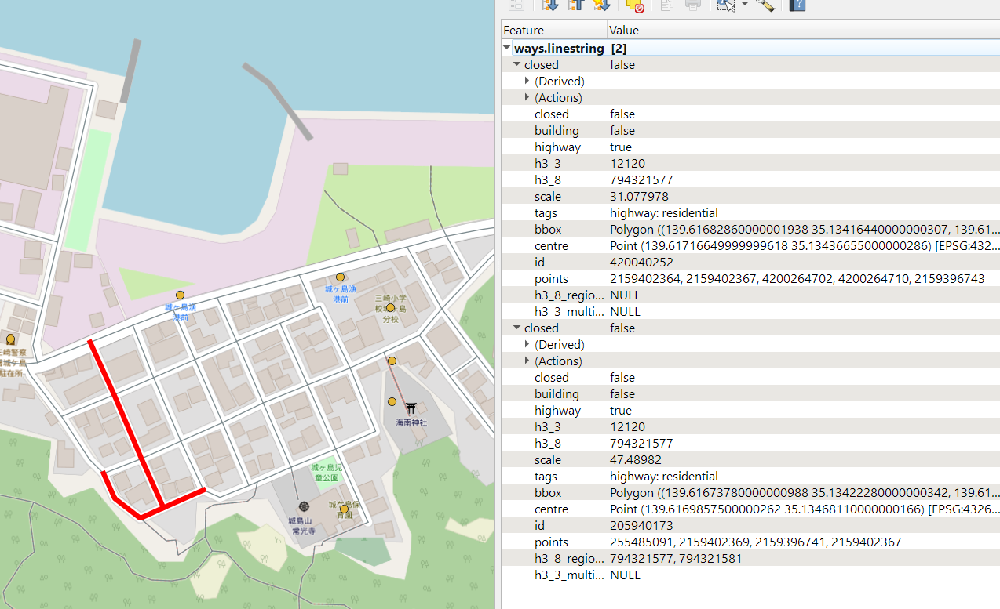 Feature Value
ways.linestring [2]
closed false
(Derived)
(Actions)
closed false
building false
highway true
h3_3 12120
h3_8 794321577
scale 31.077978
tags highway: residential
bbox Polygon ((139.61682860000001938 35.13416440000000307, 139.61...
centre Point (139.61716649999999618 35.13436655000000286) [EPSG:432...
id 420040252
points 2159402364, 2159402367, 4200264702, 4200264710, 2159396743
h3_8_regio... NULL
h3_3_multi... NULL
closed false
(Derived)
(Actions)
closed false
building false
highway true
h3_3 12120
h3_8 794321577
scale 47.48982
tags highway: residential
bbox Polygon ((139.61673780000000988 35.13422280000000342, 139.61...
centre Point (139.6169857500000262 35.13468110000000166) [EPSG:4326...
id 205940173
points 255485091, 2159402369, 2159396741, 2159402367
h3_8_regio... 794321577, 794321581
h3_3_multi... NULL
城ヶ島漁
港前
城ヶ島漁
港前
三崎小学
校城ヶ島
分校
三崎警察
署城ケ島
駐在所
海南神社
城ヶ島児
童公園
城ケ島保
育園
城島山
常光寺